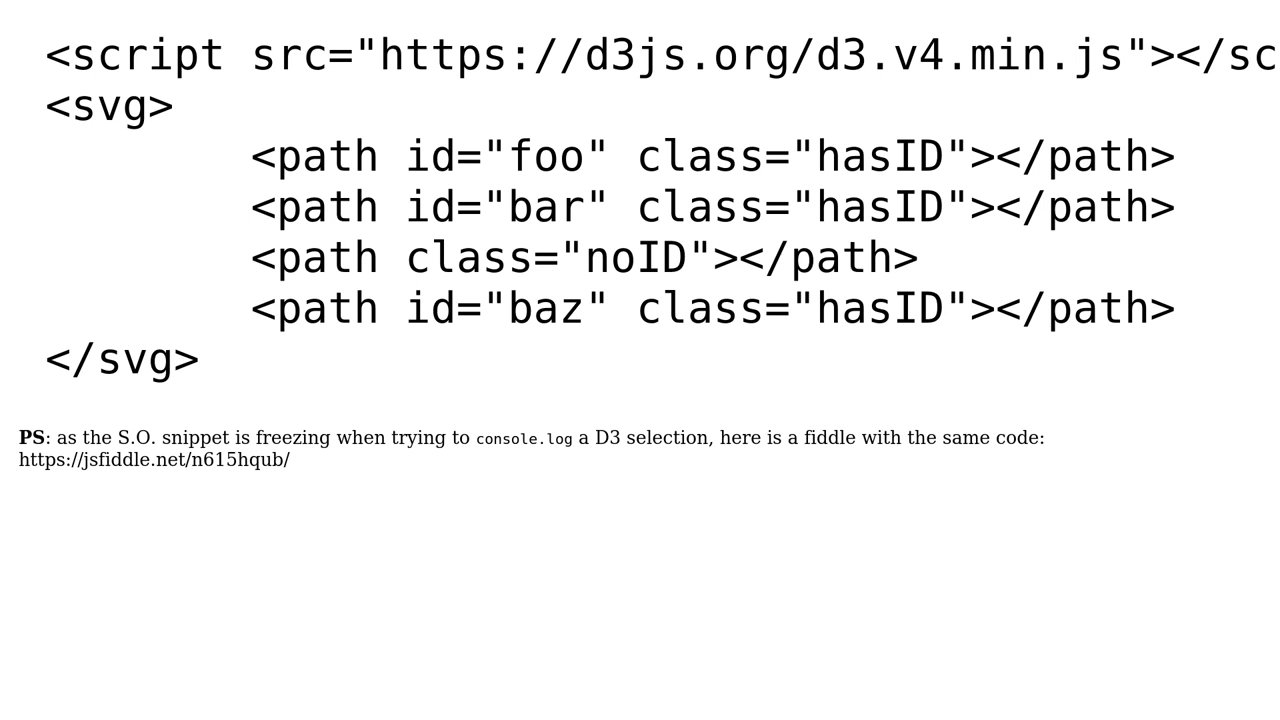 <script src="https://d3js.org/d3.v4.min.js"></sc
<svg>
<path id="foo" class="hasID"></path>
<path id="bar" class="hasID"></path>
<path class="noID"></path>
<path id="baz" class="hasID"></path>
</svg>
PS: as the S.O. snippet is freezing when trying to console.log a D3 selection, here is a fiddle with the same code:
https://jsfiddle.net/n615hqub/